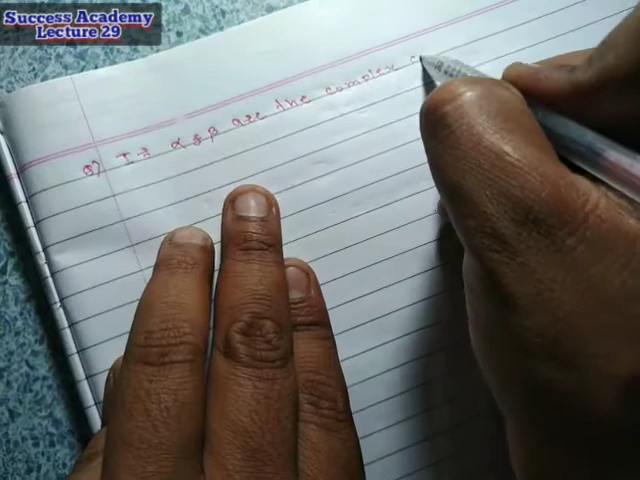 Success Academy
Lecture 29
Q) If α & β are the complex c